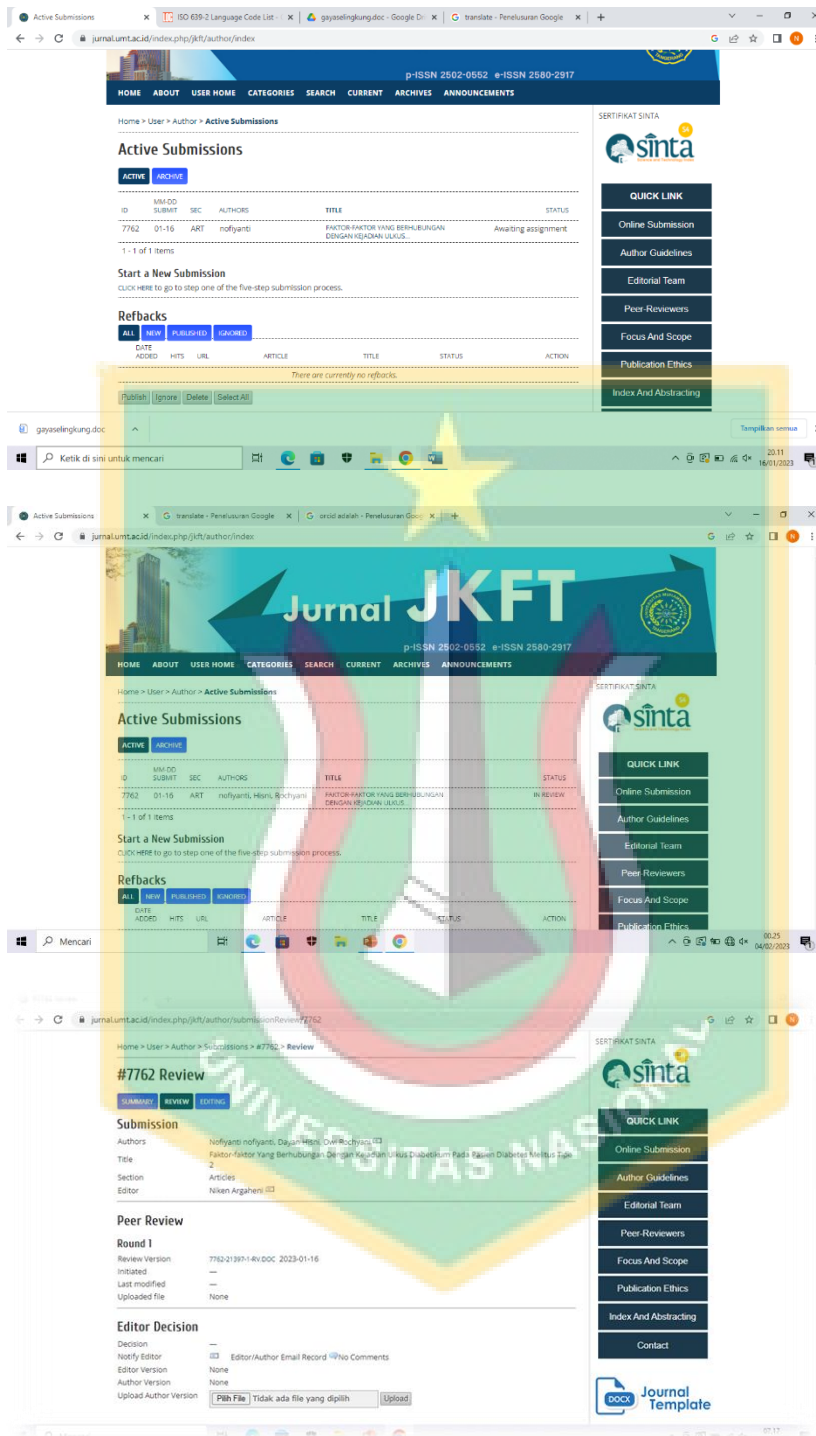 Active Submissions
ISO 639-2 Language Code List -
gayaselingkung.doc - Google Do
translate - Penelusuran Google
jurnal.umt.ac.id/index.php/jkft/author/index
p-ISSN 2502-0552 e-ISSN 2580-2917
HOME ABOUT USER HOME CATEGORIES SEARCH CURRENT ARCHIVES ANNOUNCEMENTS
Home > User > Author > Active Submissions
Active Submissions
ACTIVE ARCHIVE
ID MM-DD SUBMIT SEC AUTHORS TITLE STATUS
7762 01-16 ART nofiyanti FAKTOR-FAKTOR YANG BERHUBUNGAN DENGAN KEJADIAN ULKUS... Awaiting assignment
1 - 1 of 1 Items
Start a New Submission
CLICK HERE to go to step one of the five-step submission process.
Refbacks
ALL NEW PUBLISHED IGNORED
DATE ADDED HITS URL ARTICLE TITLE STATUS ACTION
There are currently no refbacks.
Publish Ignore Delete Select All
SERTIFIKAT SINTA
S4
sinta
QUICK LINK
Online Submission
Author Guidelines
Editorial Team
Peer-Reviewers
Focus And Scope
Publication Ethics
Index And Abstracting
gayaselingkung.doc
Tampilkan semua
Ketik di sini untuk mencari
20.11
16/01/2023
Active Submissions
translate - Penelusuran Google
orcid adalah - Penelusuran Goog
jurnal.umt.ac.id/index.php/jkft/author/index
Jurnal JKFT
p-ISSN 2502-0552 e-ISSN 2580-2917
HOME ABOUT USER HOME CATEGORIES SEARCH CURRENT ARCHIVES ANNOUNCEMENTS
Home > User > Author > Active Submissions
Active Submissions
ACTIVE ARCHIVE
ID MM-DD SUBMIT SEC AUTHORS TITLE STATUS
7762 01-16 ART nofiyanti, Hisni, Rochyani FAKTOR-FAKTOR YANG BERHUBUNGAN DENGAN KEJADIAN ULKUS... IN REVIEW
1 - 1 of 1 Items
Start a New Submission
CLICK HERE to go to step one of the five-step submission process.
Refbacks
ALL NEW PUBLISHED IGNORED
DATE ADDED HITS URL ARTICLE TITLE STATUS ACTION
SERTIFIKAT SINTA
S4
sinta
QUICK LINK
Online Submission
Author Guidelines
Editorial Team
Peer-Reviewers
Focus And Scope
Publication Ethics
Mencari
00.25
04/02/2023
jurnal.umt.ac.id/index.php/jkft/author/submissionReview/7762
Home > User > Author > Submissions > #7762 > Review
#7762 Review
SUMMARY REVIEW EDITING
Submission
Authors Nofiyanti nofiyanti, Dayan Hisni, Dwi Rochyani
Title Faktor-faktor Yang Berhubungan Dengan Kejadian Ulkus Diabetikum Pada Pasien Diabetes Melitus Tipe 2
Section Articles
Editor Niken Argaheni
Peer Review
Round 1
Review Version 7762-21397-1-RV.DOC 2023-01-16
Initiated —
Last modified —
Uploaded file None
Editor Decision
Decision —
Notify Editor Editor/Author Email Record No Comments
Editor Version None
Author Version None
Upload Author Version Pilih File Tidak ada file yang dipilih Upload
SERTIFIKAT SINTA
sinta
QUICK LINK
Online Submission
Author Guidelines
Editorial Team
Peer-Reviewers
Focus And Scope
Publication Ethics
Index And Abstracting
Contact
DOCX Journal Template
UNIVERSITAS NASIONAL